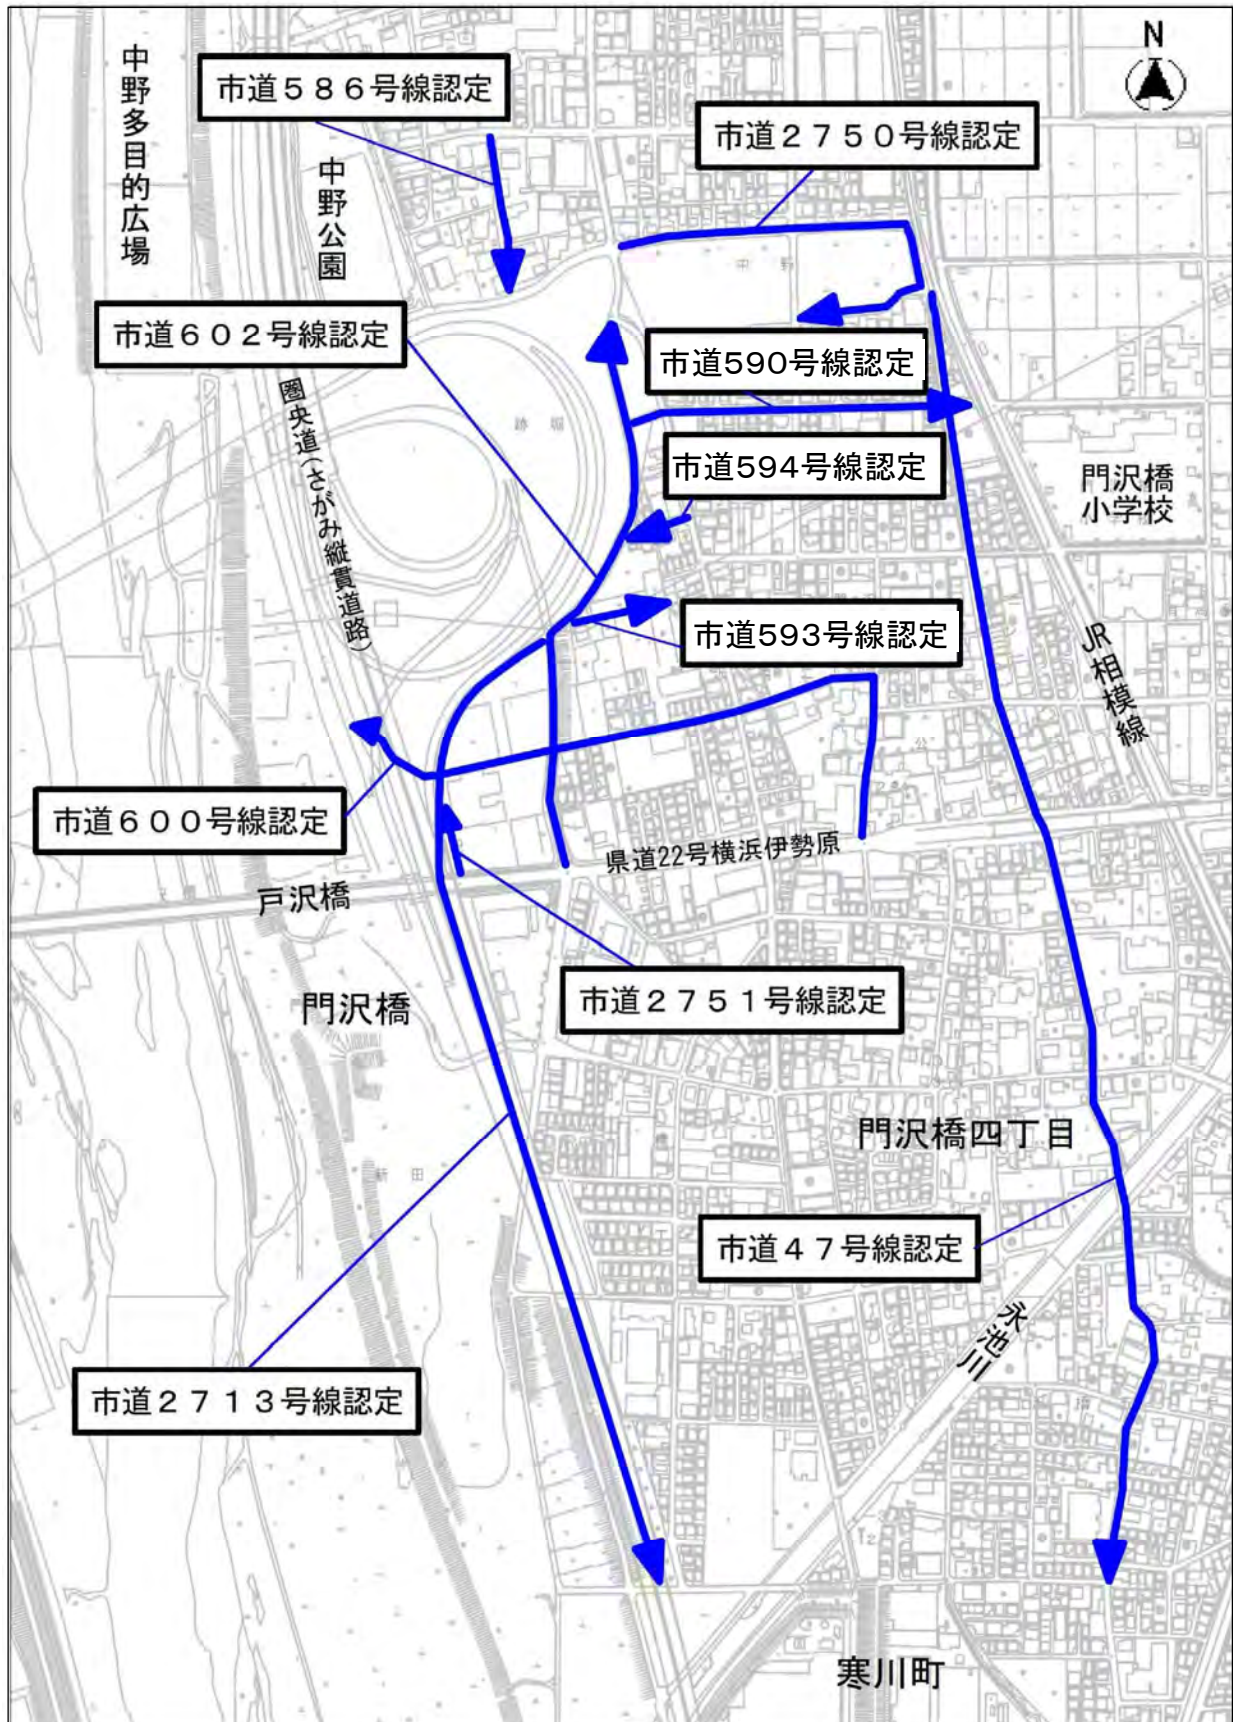 N
中野多目的広場
市道５８６号線認定
中野公園
市道２７５０号線認定
中 野
市道６０２号線認定
市道590号線認定
圏央道(さがみ縦貫道路)
跡 堀
市道594号線認定
門沢橋
小学校
市道593号線認定
JR相模線
公
市道６００号線認定
県道22号横浜伊勢原
戸沢橋
市道２７５１号線認定
門沢橋
門沢橋四丁目
新 田
市道４７号線認定
永池川
市道２７１３号線認定
寒川町